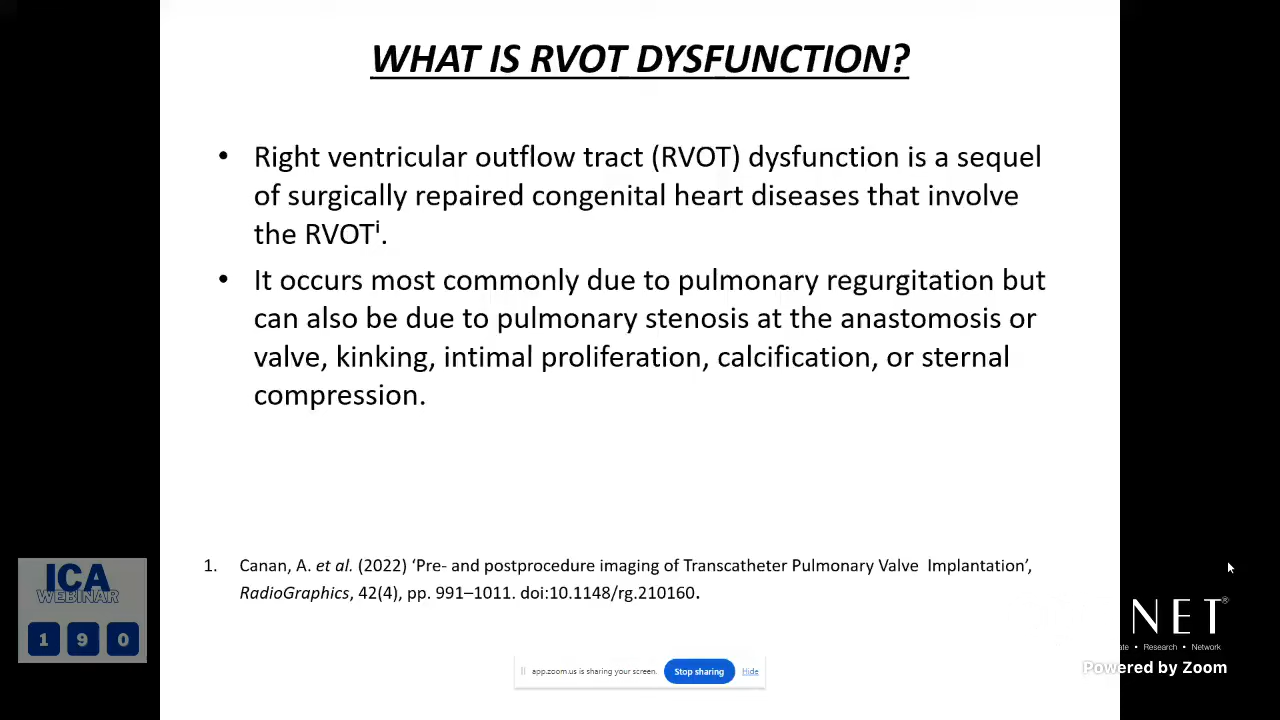 WHAT IS RVOT DYSFUNCTION?
• Right ventricular outflow tract (RVOT) dysfunction is a sequel
of surgically repaired congenital heart diseases that involve
the RVOTⁱ.
• It occurs most commonly due to pulmonary regurgitation but
can also be due to pulmonary stenosis at the anastomosis or
valve, kinking, intimal proliferation, calcification, or sternal
compression.
1. Canan, A. et al. (2022) ‘Pre- and postprocedure imaging of Transcatheter Pulmonary Valve Implantation’,
RadioGraphics, 42(4), pp. 991–1011. doi:10.1148/rg.210160.
ICA
WEBINAR
1 9 0
NET®
• Research • Network
Powered by Zoom
app.zoom.us is sharing your screen. Stop sharing Hide